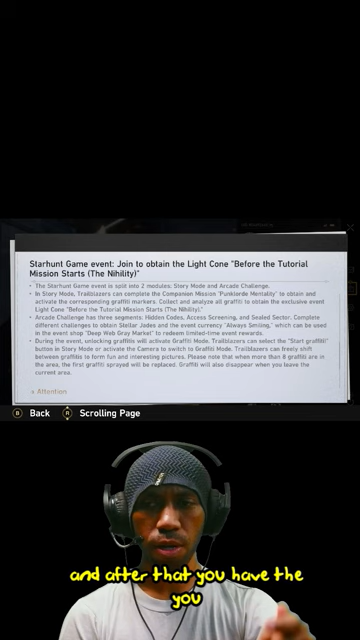 Starhunt Game event: Join to obtain the Light Cone "Before the Tutorial
Mission Starts (The Nihility)"
• The Starhunt Game event is split into 2 modules: Story Mode and Arcade Challenge.
• In Story Mode, Trailblazers can complete the Companion Mission "Punklorde Mentality" to obtain and
activate the corresponding graffiti markers. Collect and analyze all graffiti to obtain the exclusive event
Light Cone "Before the Tutorial Mission Starts (The Nihility)."
• Arcade Challenge has three segments: Hidden Codes, Access Screening, and Sealed Sector. Complete
different challenges to obtain Stellar Jades and the event currency "Always Smiling," which can be used
in the event shop "Deep Web Gray Market" to redeem limited-time event rewards.
• During the event, unlocking graffitis will activate Graffiti Mode. Trailblazers can select the "Start graffiti"
button in Story Mode or activate the Camera to switch to Graffiti Mode. Trailblazers can freely shift
between graffitis to form fun and interesting pictures. Please note that when more than 8 graffiti are in
the area, the first graffiti sprayed will be replaced. Graffiti will also disappear when you leave the
current area.
Attention
B Back R Scrolling Page
and after that you have the
you